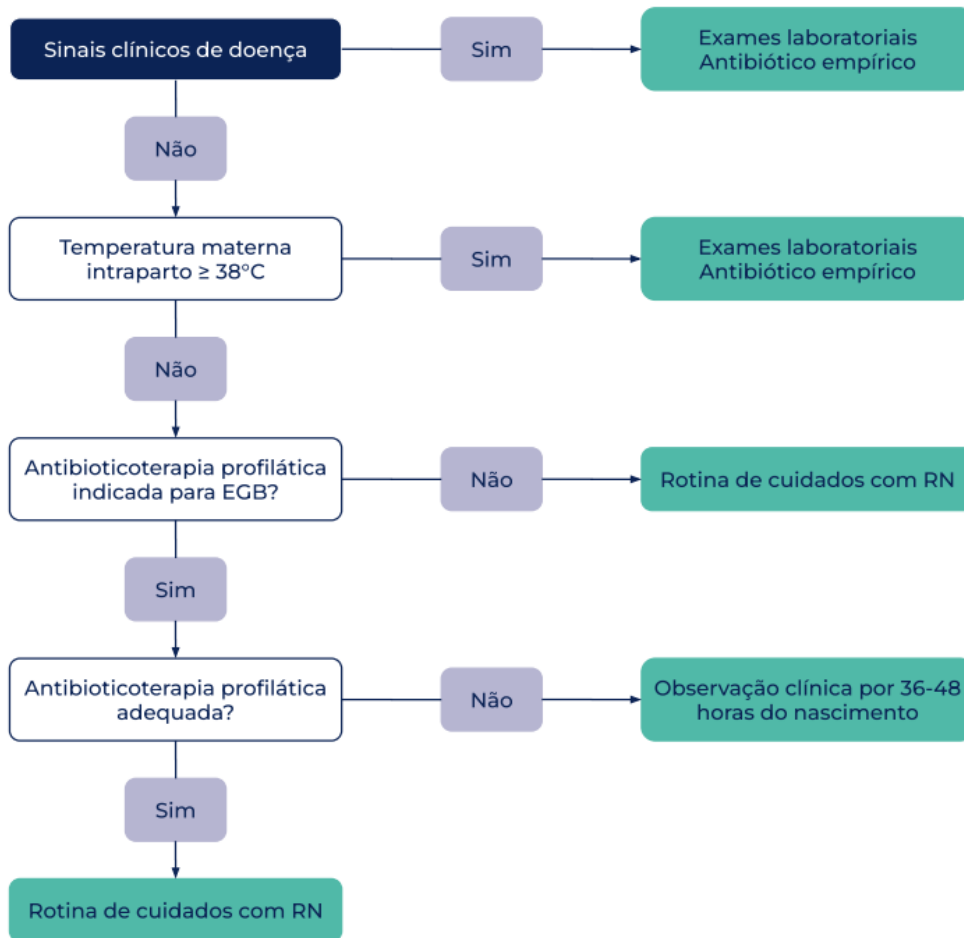 Sinais clínicos de doença
Sim
Exames laboratoriais
Antibiótico empírico
Não
Temperatura materna
intraparto ≥ 38°C
Sim
Exames laboratoriais
Antibiótico empírico
Não
Antibioticoterapia profilática
indicada para EGB?
Não
Rotina de cuidados com RN
Sim
Antibioticoterapia profilática
adequada?
Não
Observação clínica por 36-48
horas do nascimento
Sim
Rotina de cuidados com RN